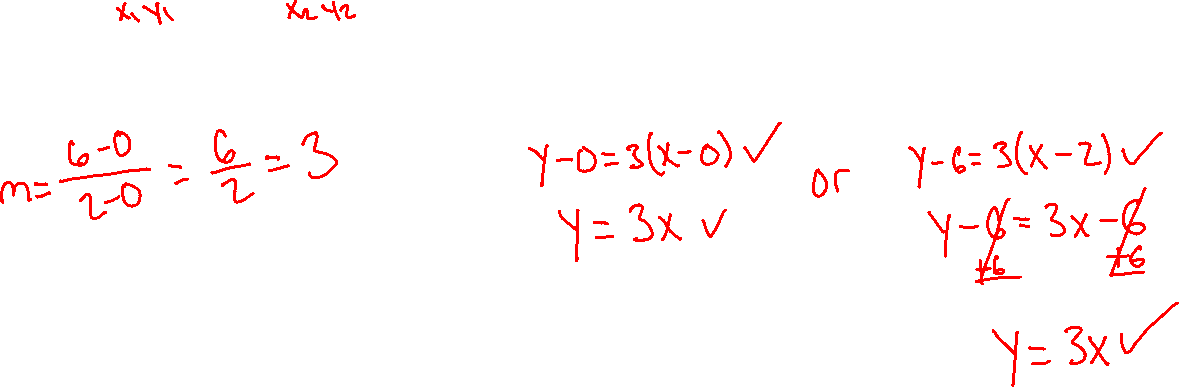 x₁ y₁ x₂ y₂
m = (6-0)/(2-0) = 6/2 = 3
y-0=3(x-0) ✓ or y-6=3(x-2) ✓
y=3x ✓ y-6=3x-6
+6 +6
y=3x ✓